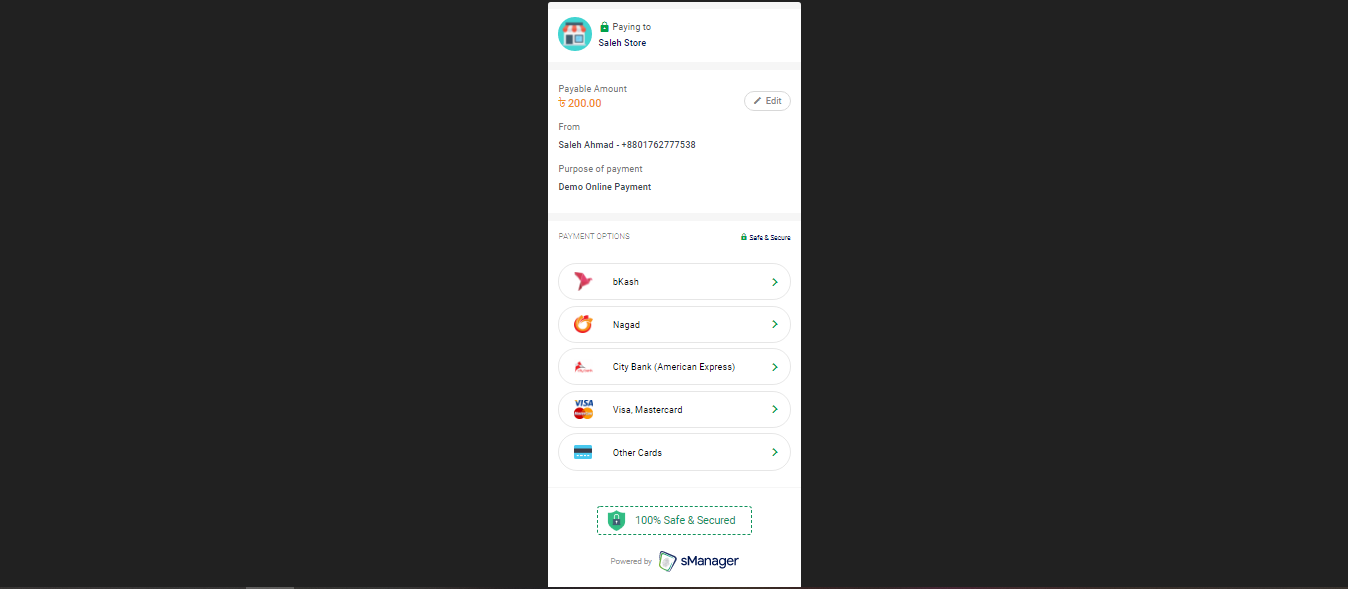 Paying to
Saleh Store
Payable Amount
৳ 200.00
Edit
From
Saleh Ahmad - +8801762777538
Purpose of payment
Demo Online Payment
PAYMENT OPTIONS
Safe & Secure
bKash
Nagad
City Bank (American Express)
VISA
Visa, Mastercard
Other Cards
100% Safe & Secured
Powered by sManager